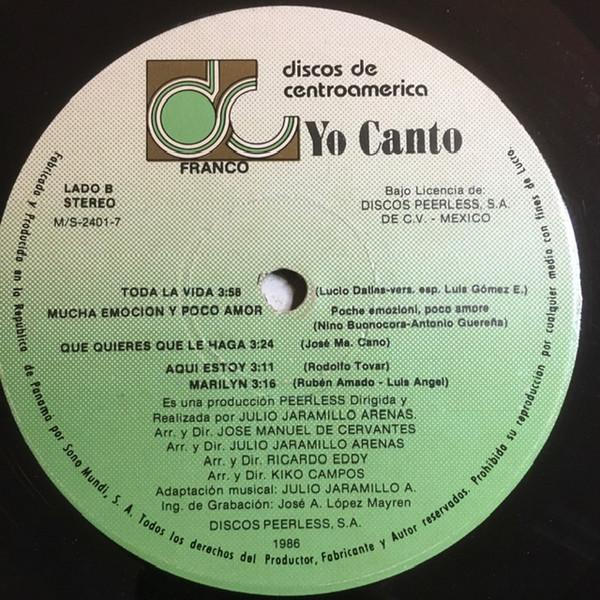 dc
discos de
centroamerica
FRANCO
Yo Canto
LADO B
STEREO
M/S-2401-7
Bajo Licencia de:
DISCOS PEERLESS, S.A.
DE C.V. - MEXICO
TODA LA VIDA 3:58 (Lucio Dallas-vers. esp. Luis Gómez E.)
MUCHA EMOCION Y POCO AMOR Poche emozioni, poco amore
(Nino Buonocora-Antonio Guereña)
QUE QUIERES QUE LE HAGA 3:24 (José Ma. Cano)
AQUI ESTOY 3:11 (Rodolfo Tovar)
MARILYN 3:16 (Rubén Amado - Luis Angel)
Es una producción PEERLESS Dirigida y
Realizada por JULIO JARAMILLO ARENAS.
Arr. y Dir. JOSE MANUEL DE CERVANTES
Arr. y Dir. JULIO JARAMILLO ARENAS
Arr. y Dir. RICARDO EDDY
Arr. y Dir. KIKO CAMPOS
Adaptación musical: JULIO JARAMILLO A.
Ing. de Grabación: José A. López Mayren
DISCOS PEERLESS, S.A.
1986
Fabricado y Producido en la República de Panamá por Sono Mundi, S. A. Todos los derechos del Productor, Fabricante y Autor reservados. Prohibida su reproducción por cualquier medio con fines de Lucro.